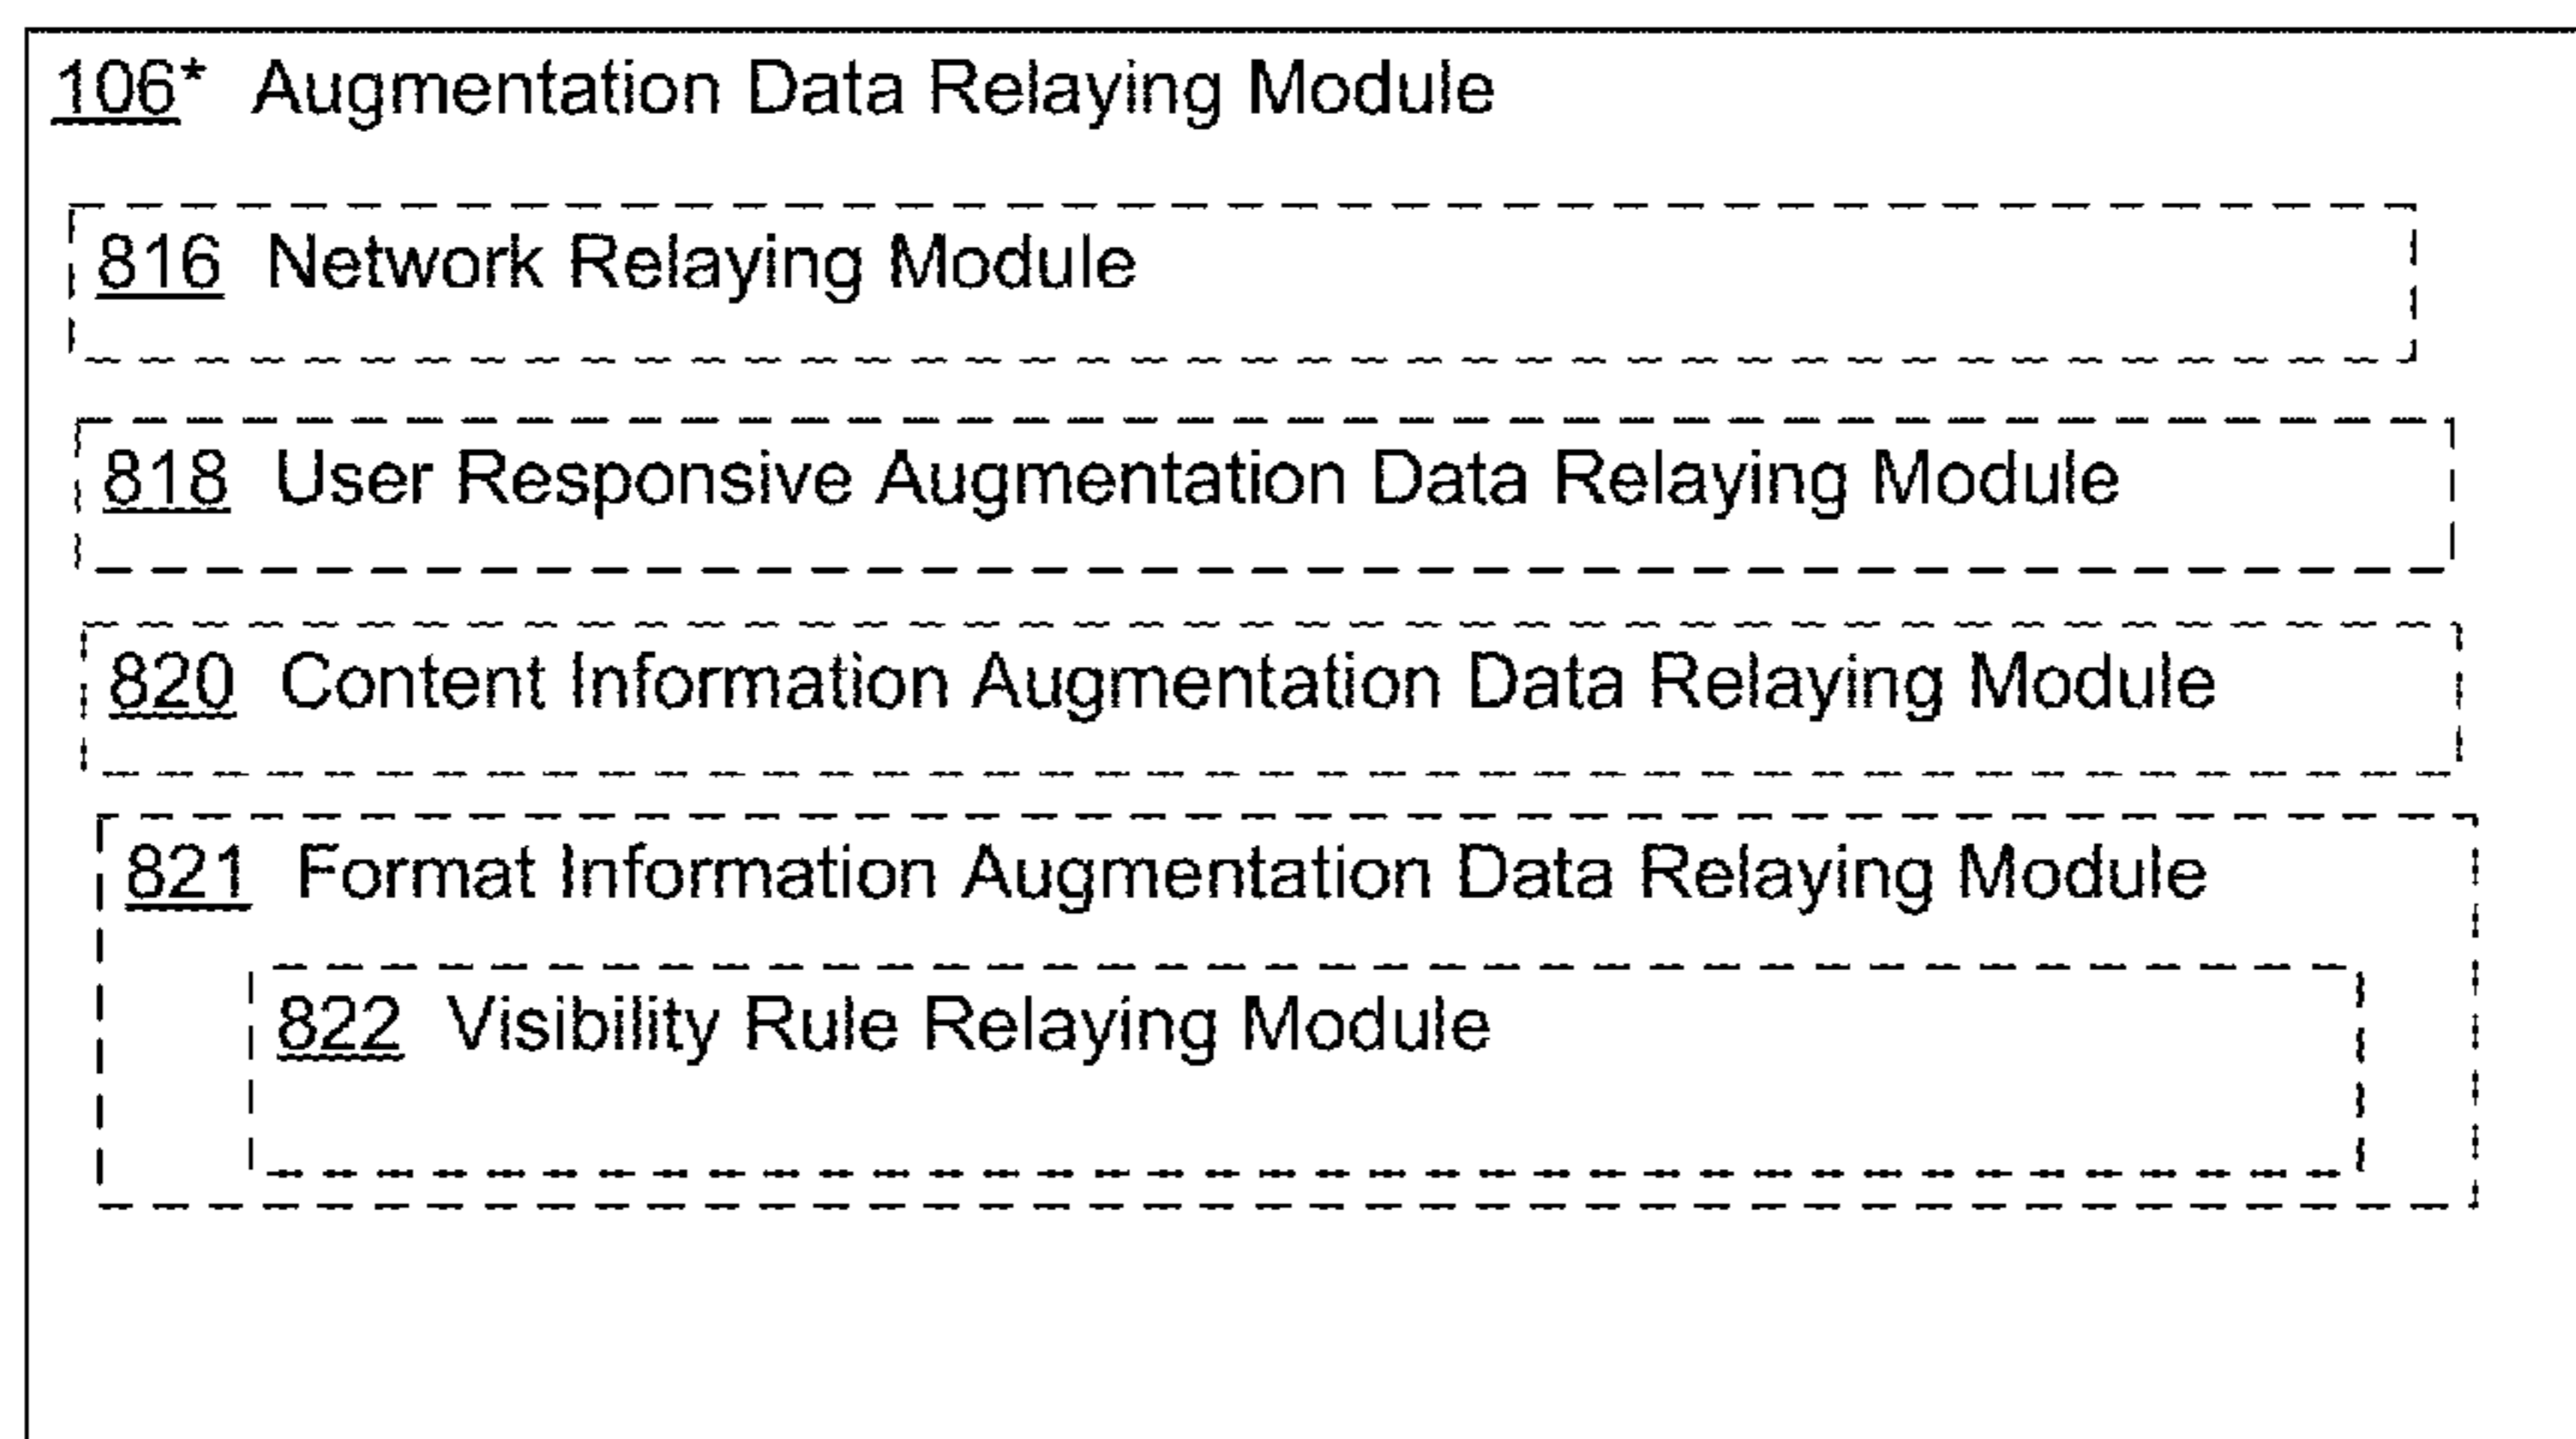 106* Augmentation Data Relaying Module
816 Network Relaying Module
818 User Responsive Augmentation Data Relaying Module
820 Content Information Augmentation Data Relaying Module
821 Format Information Augmentation Data Relaying Module
822 Visibility Rule Relaying Module